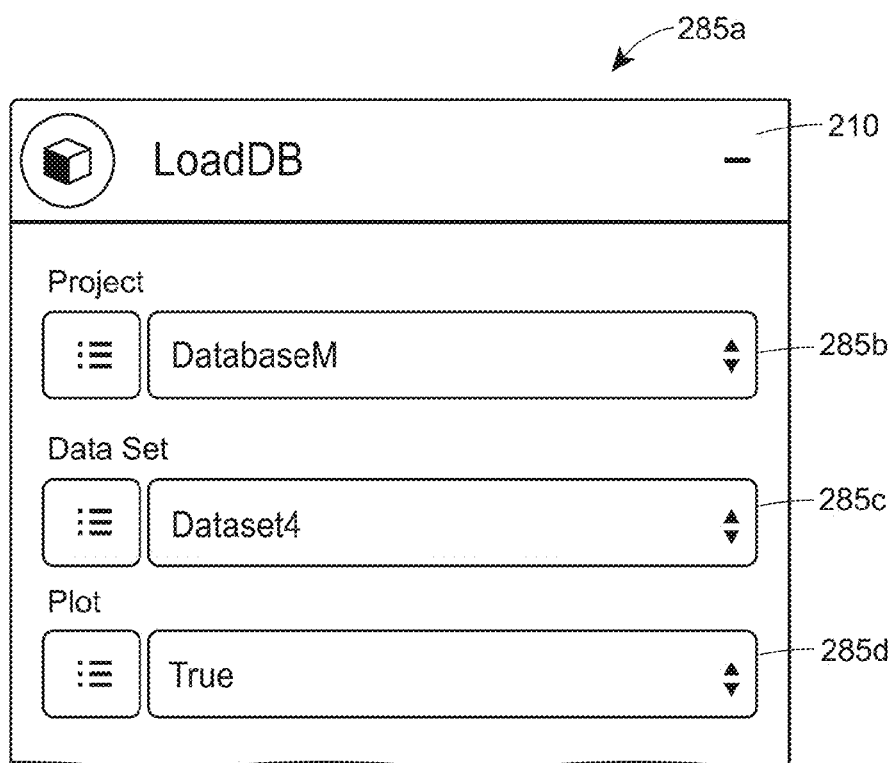 285a
LoadDB
210
Project
DatabaseM
285b
Data Set
Dataset4
285c
Plot
True
285d